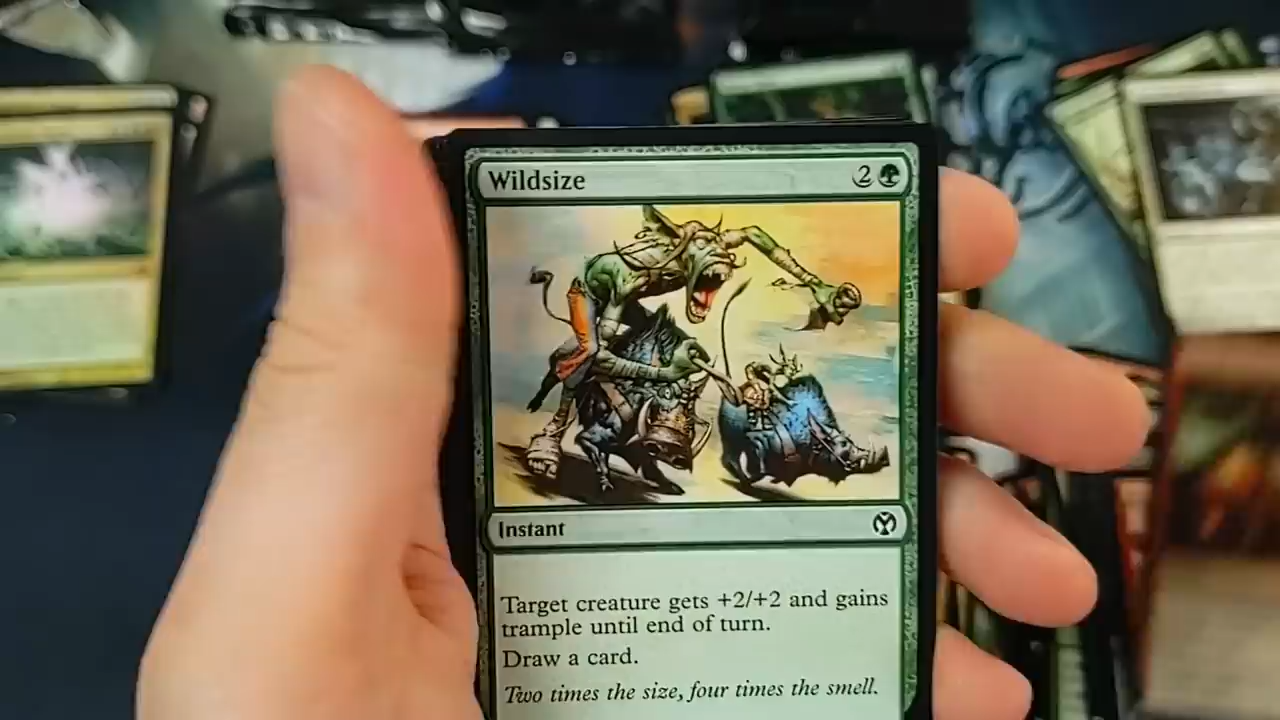 Wildsize 2
Instant
Target creature gets +2/+2 and gains
trample until end of turn.
Draw a card.
Two times the size, four times the smell.